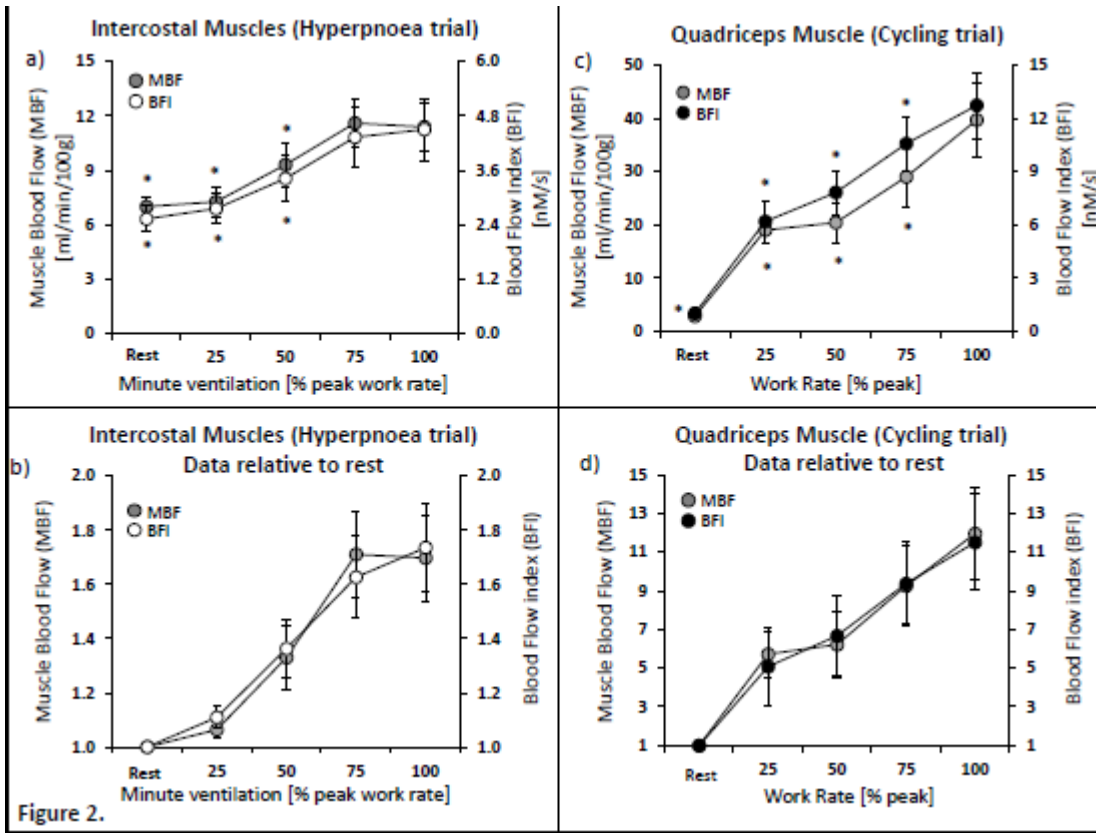 Intercostal Muscles (Hyperpnoea trial)
a)
MBF
BFI
Muscle Blood Flow (MBF)
[ml/min/100g]
15
12
9
6
3
0
6.0
4.8
3.6
2.4
1.2
0.0
Blood Flow Index (BFI)
[nM/s]
* * *
* * *
Rest 25 50 75 100
Minute ventilation [% peak work rate]
Quadriceps Muscle (Cycling trial)
c)
MBF
BFI
Muscle Blood Flow (MBF)
[ml/min/100g]
50
40
30
20
10
0
15
12
9
6
3
0
Blood Flow Index (BFI)
[nM/s]
* * *
* * * *
Rest 25 50 75 100
Work Rate [% peak]
Intercostal Muscles (Hyperpnoea trial)
Data relative to rest
b)
MBF
BFI
Muscle Blood Flow (MBF)
2.0
1.8
1.6
1.4
1.2
1.0
2.0
1.8
1.6
1.4
1.2
1.0
Blood Flow index (BFI)
Rest 25 50 75 100
Minute ventilation [% peak work rate]
Figure 2.
Quadriceps Muscle (Cycling trial)
Data relative to rest
d)
MBF
BFI
Muscle Blood Flow (MBF)
15
13
11
9
7
5
3
1
15
13
11
9
7
5
3
1
Blood Flow index (BFI)
Rest 25 50 75 100
Work Rate [% peak]